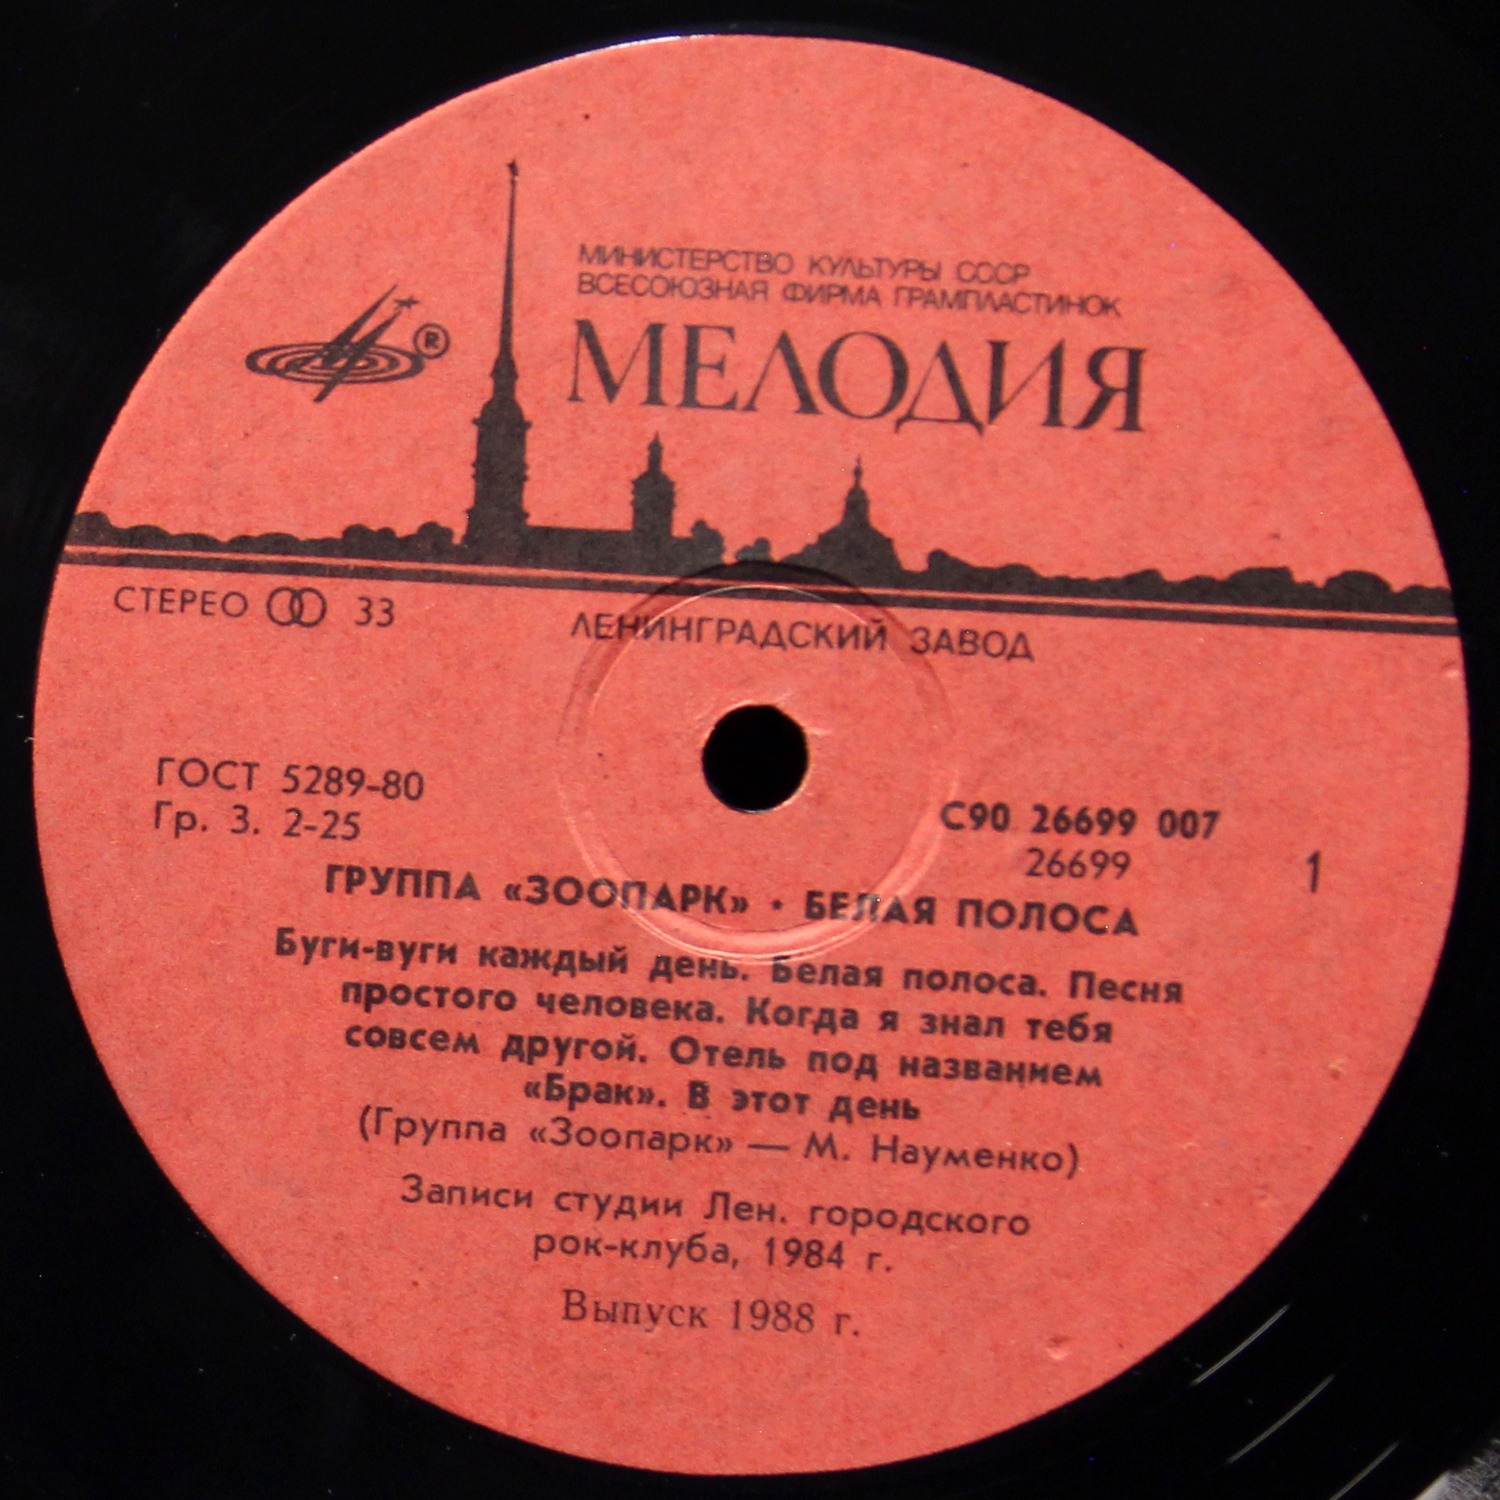 МИНИСТЕРСТВО КУЛЬТУРЫ СССР
ВСЕСОЮЗНАЯ ФИРМА ГРАМПЛАСТИНОК
®
МЕЛОДИЯ
СТЕРЕО 33
ЛЕНИНГРАДСКИЙ ЗАВОД
ГОСТ 5289-80
Гр. 3. 2-25
С90 26699 007
26699
1
ГРУППА «ЗООПАРК» • БЕЛАЯ ПОЛОСА
Буги-вуги каждый день. Белая полоса. Песня
простого человека. Когда я знал тебя
совсем другой. Отель под названием
«Брак». В этот день
(Группа «Зоопарк» — М. Науменко)
Записи студии Лен. городского
рок-клуба, 1984 г.
Выпуск 1988 г.